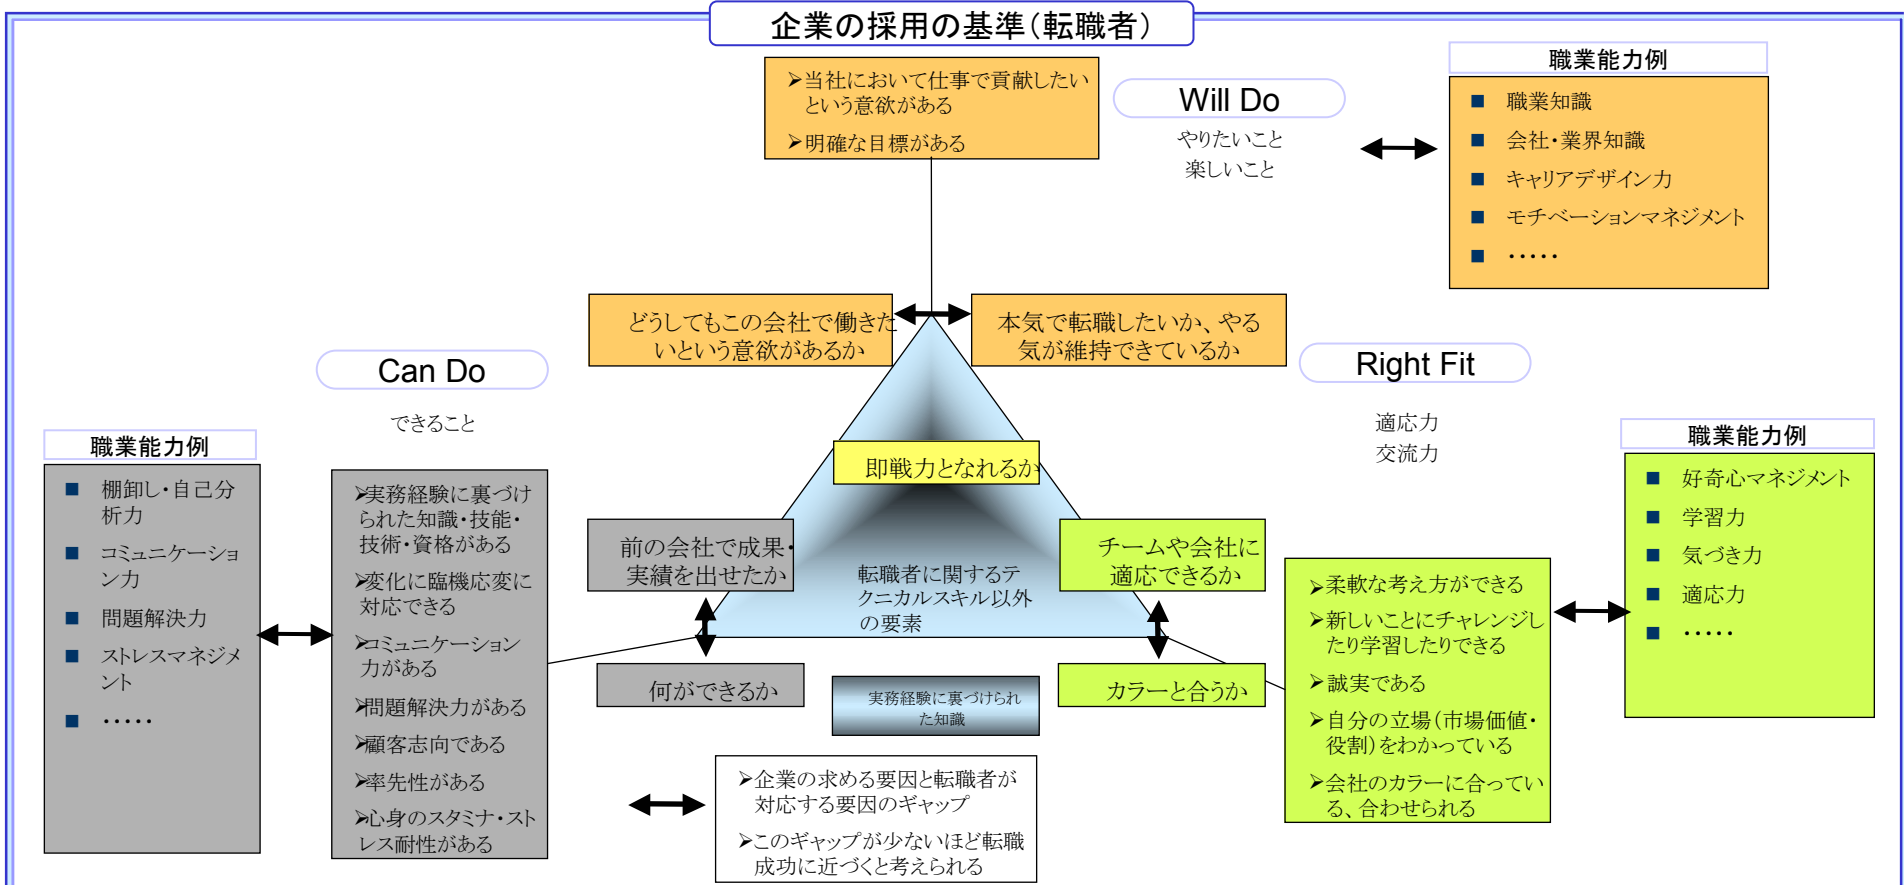 企業の採用の基準(転職者)
➢当社において仕事で貢献したい
という意欲がある
➢明確な目標がある
Will Do
やりたいこと
楽しいこと
職業能力例
■ 職業知識
■ 会社・業界知識
■ キャリアデザイン力
■ モチベーションマネジメント
■ ・・・・・
どうしてもこの会社で働きた
いという意欲があるか
本気で転職したいか、やる
気が維持できているか
Can Do
できること
Right Fit
適応力
交流力
職業能力例
■ 棚卸し・自己分
析力
■ コミュニケーショ
ン力
■ 問題解決力
■ ストレスマネジメ
ント
■ ・・・・・
➢実務経験に裏づけ
られた知識・技能・
技術・資格がある
➢変化に臨機応変に
対応できる
➢コミュニケーション
力がある
➢問題解決力がある
➢顧客志向である
➢率先性がある
➢心身のスタミナ・スト
レス耐性がある
即戦力となれるか
前の会社で成果・
実績を出せたか
転職者に関するテ
クニカルスキル以外
の要素
チームや会社に
適応できるか
何ができるか
実務経験に裏づけられ
た知識
カラーと合うか
➢柔軟な考え方ができる
➢新しいことにチャレンジし
たり学習したりできる
➢誠実である
➢自分の立場(市場価値・
役割)をわかっている
➢会社のカラーに合ってい
る、合わせられる
職業能力例
■ 好奇心マネジメント
■ 学習力
■ 気づき力
■ 適応力
■ ・・・・・
➢企業の求める要因と転職者が
対応する要因のギャップ
➢このギャップが少ないほど転職
成功に近づくと考えられる